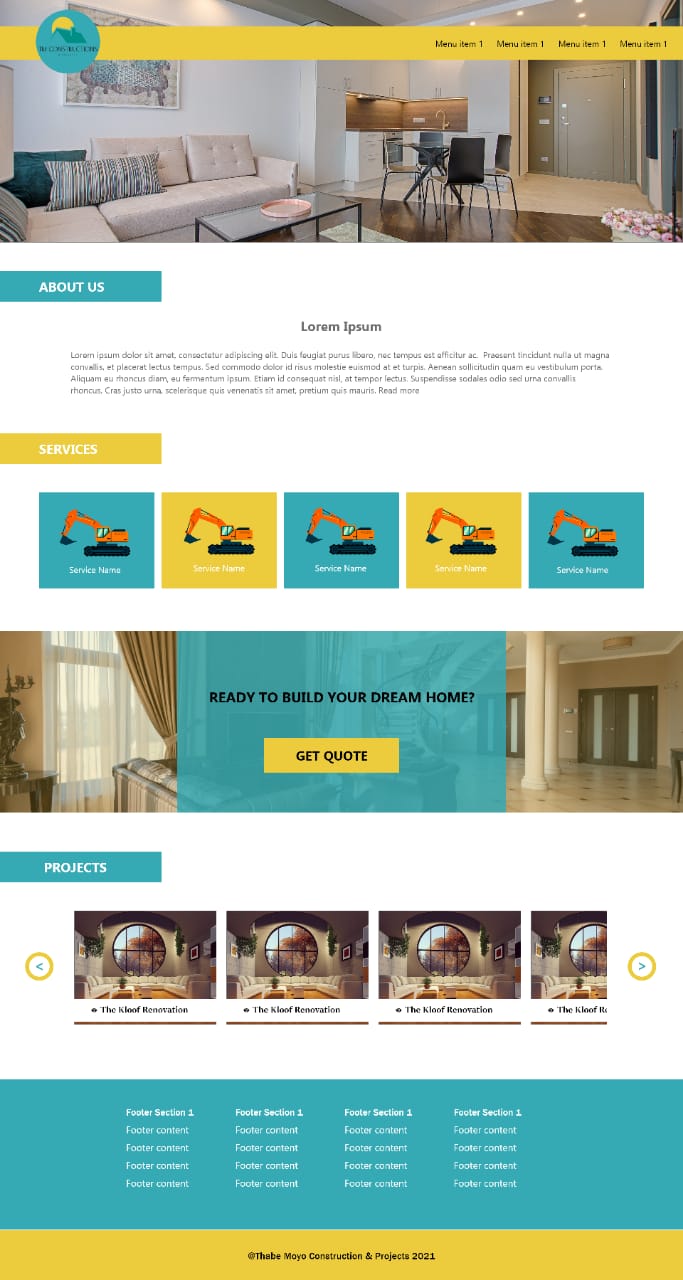 CONSTRUCTIONS
Menu item 1 Menu item 1 Menu item 1 Menu item 1
ABOUT US
Lorem Ipsum
Lorem ipsum dolor sit amet, consectetur adipiscing elit. Duis feugiat purus libero, nec tempus est efficitur ac. Praesent tincidunt nulla ut magna
convallis, et placerat lectus tempus. Sed commodo dolor id risus molestie euismod at et turpis. Aenean sollicitudin quam eu vestibulum porta.
Aliquam eu rhoncus diam, eu fermentum ipsum. Etiam id consequat nisl, at tempor lectus. Suspendisse sodales odio sed urna convallis
rhoncus. Cras justo urna, scelerisque quis venenatis sit amet, pretium quis mauris. Read more
SERVICES
Service Name Service Name Service Name Service Name Service Name
READY TO BUILD YOUR DREAM HOME?
GET QUOTE
PROJECTS
< >
The Kloof Renovation The Kloof Renovation The Kloof Renovation The Kloof Re
Footer Section 1 Footer Section 1 Footer Section 1 Footer Section 1
Footer content Footer content Footer content Footer content
Footer content Footer content Footer content Footer content
Footer content Footer content Footer content Footer content
Footer content Footer content Footer content Footer content
@Thabe Moyo Construction & Projects 2021